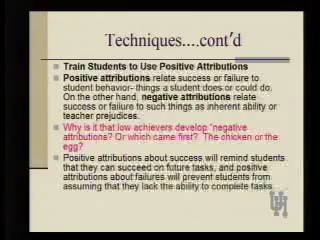 Techniques....cont'd
Train Students to Use Positive Attributions
Positive attributions relate success or failure to
student behavior- things a student does or could do.
On the other hand, negative attributions relate
success or failure to such things as inherent ability or
teacher prejudices.
Why is it that low achievers develop "negative
attributions? Or which came first? The chicken or the
egg?
Positive attributions about success will remind students
that they can succeed on future tasks, and positive
attributions about failures will prevent students from
assuming that they lack the ability to complete tasks